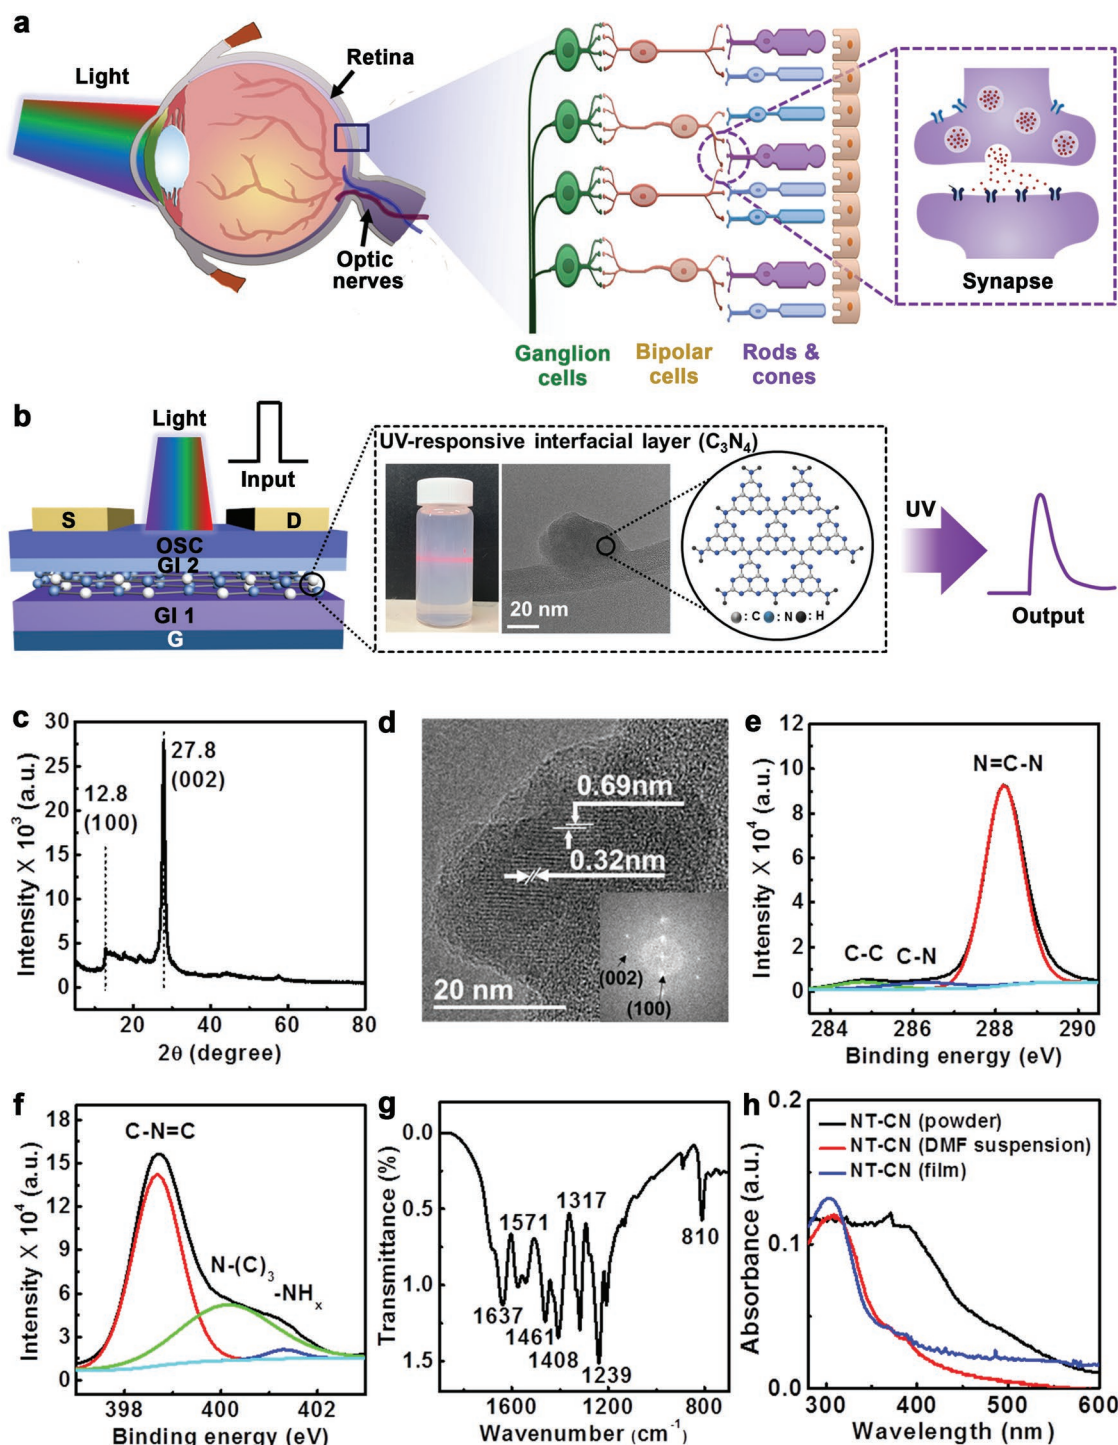 a
Light
Retina
Optic
nerves
Ganglion
cells
Bipolar
cells
Rods &
cones
Synapse
b
Light
Input
S
D
OSC
GI 2
GI 1
G
UV-responsive interfacial layer (C₃N₄)
20 nm
: C : N : H
UV
Output
c
Intensity X 10³ (a.u.)
30
25
20
15
10
5
0
12.8
(100)
27.8
(002)
20 40 60 80
2θ (degree)
d
0.69nm
0.32nm
(002)
(100)
20 nm
e
Intensity X 10⁴ (a.u.)
12
9
6
3
0
N=C-N
C-C
C-N
284 286 288 290
Binding energy (eV)
f
Intensity X 10⁴ (a.u.)
18
15
12
9
6
3
0
C-N=C
N-(C)₃
-NHₓ
398 400 402
Binding energy (eV)
g
Transmittance (%)
0.0
0.5
1.0
1.5
1571
1317
810
1637
1461
1408
1239
1600 1200 800
Wavenumber (cm⁻¹)
h
Absorbance (a.u.)
0.2
0.1
0.0
NT-CN (powder)
NT-CN (DMF suspension)
NT-CN (film)
300 400 500 600
Wavelength (nm)